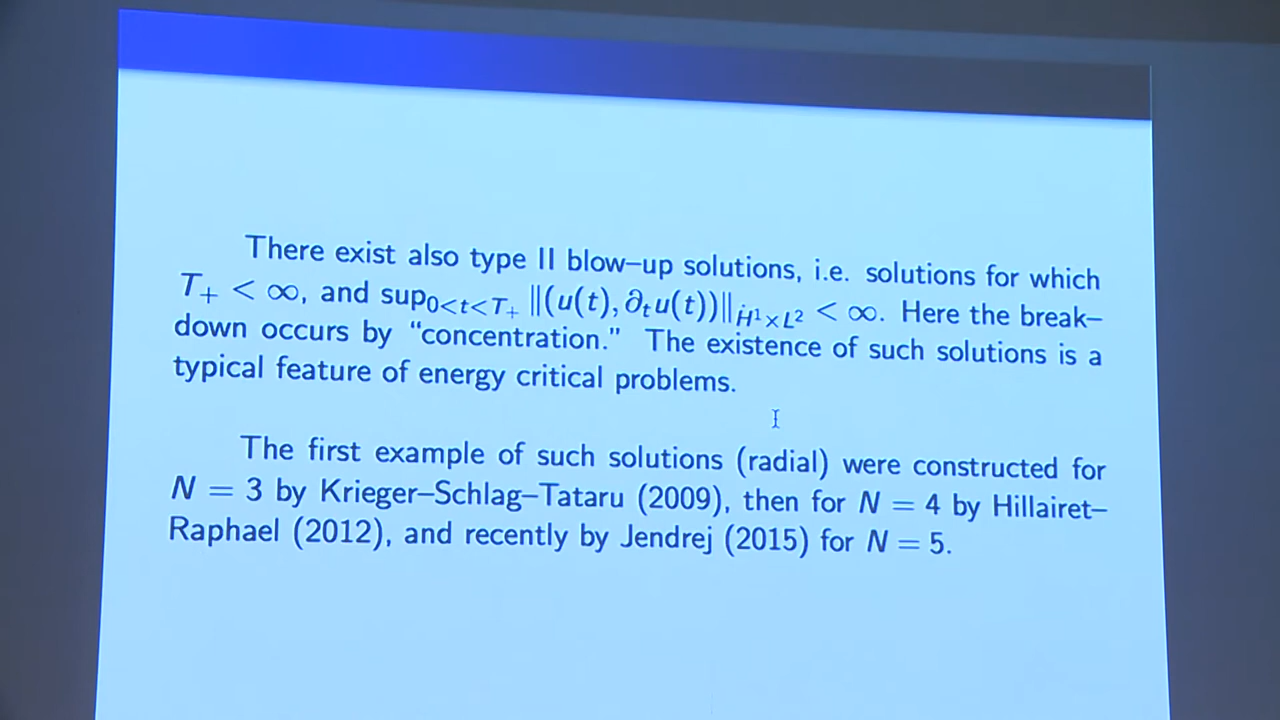 There exist also type II blow–up solutions, i.e. solutions for which
T₊ < ∞, and sup₀<t<T₊ ‖(u(t), ∂ₜu(t))‖_{Ḣ¹×L²} < ∞. Here the break–
down occurs by “concentration.” The existence of such solutions is a
typical feature of energy critical problems.
The first example of such solutions (radial) were constructed for
N = 3 by Krieger–Schlag–Tataru (2009), then for N = 4 by Hillairet–
Raphael (2012), and recently by Jendrej (2015) for N = 5.